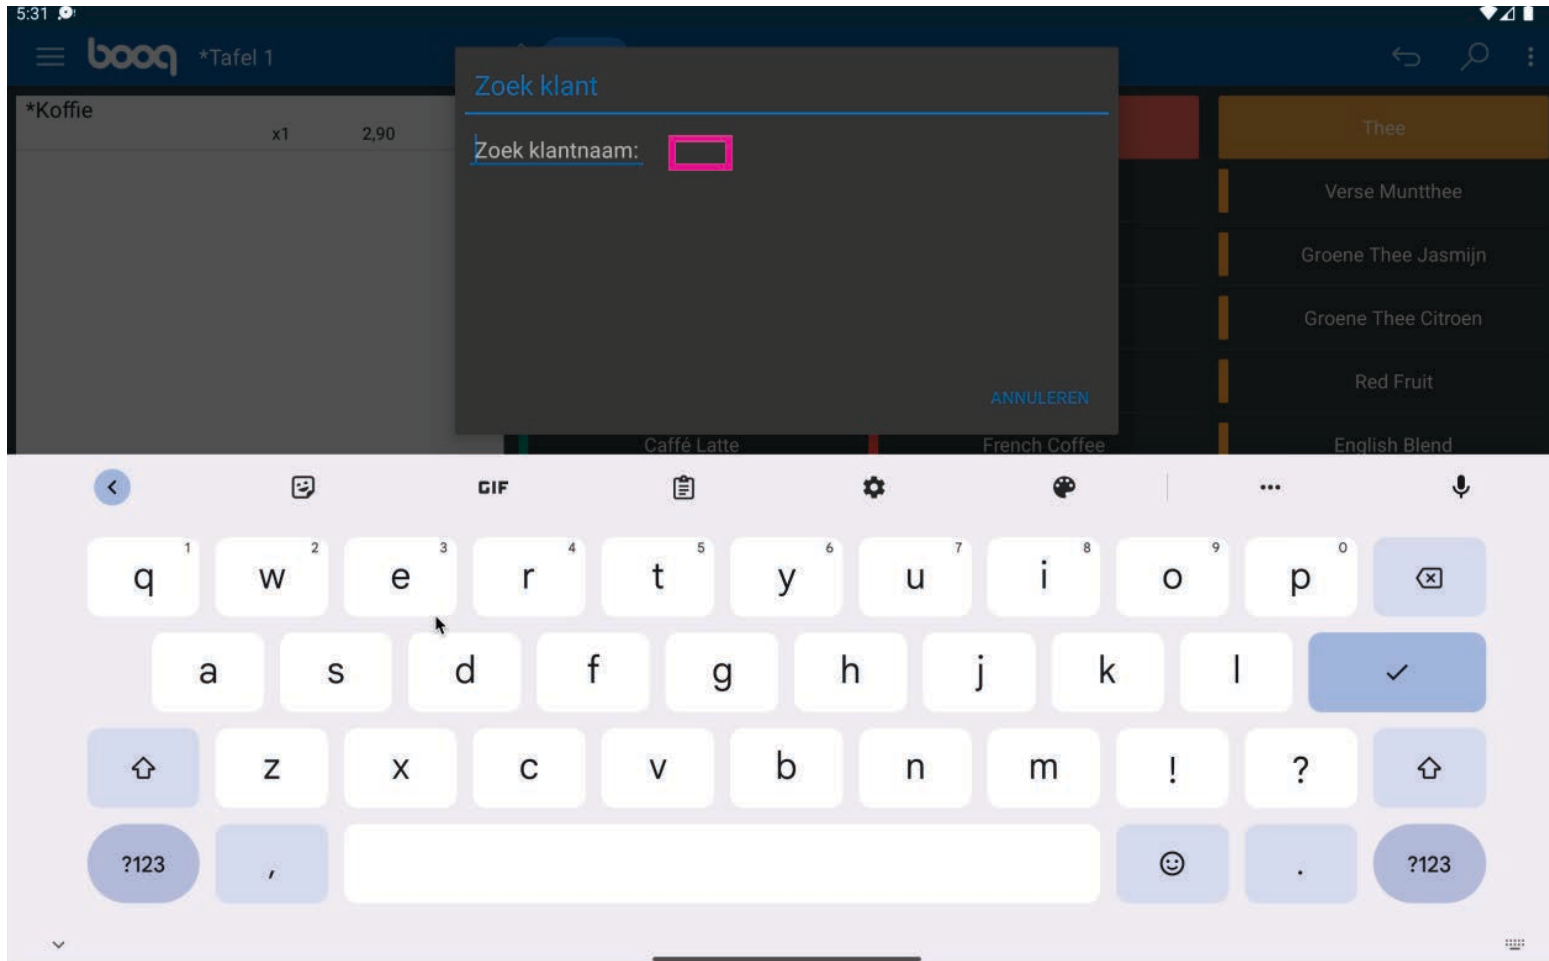 5:31
booq *Tafel 1
*Koffie
x1 2,90
Zoek klant
Zoek klantnaam:
ANNULEREN
Thee
Verse Muntthee
Groene Thee Jasmijn
Groene Thee Citroen
Red Fruit
Caffé Latte French Coffee English Blend
GIF
q 1 w 2 e 3 r 4 t 5 y 6 u 7 i 8 o 9 p 0
a s d f g h j k l
z x c v b n m ! ?
?123 , . ?123